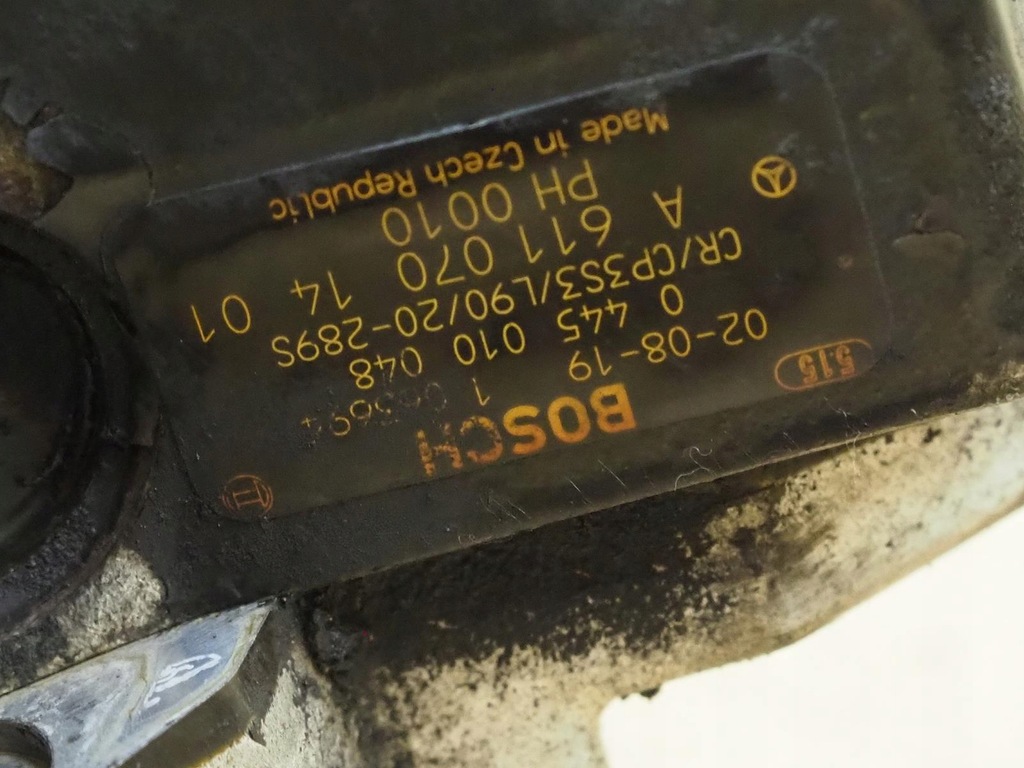 BOSCH
5.15
02-08-19 1
0 445 010 048
CR/CP3S3/L90/20-289S
A 611 070 14 01
PH 0010
Made in Czech Republic